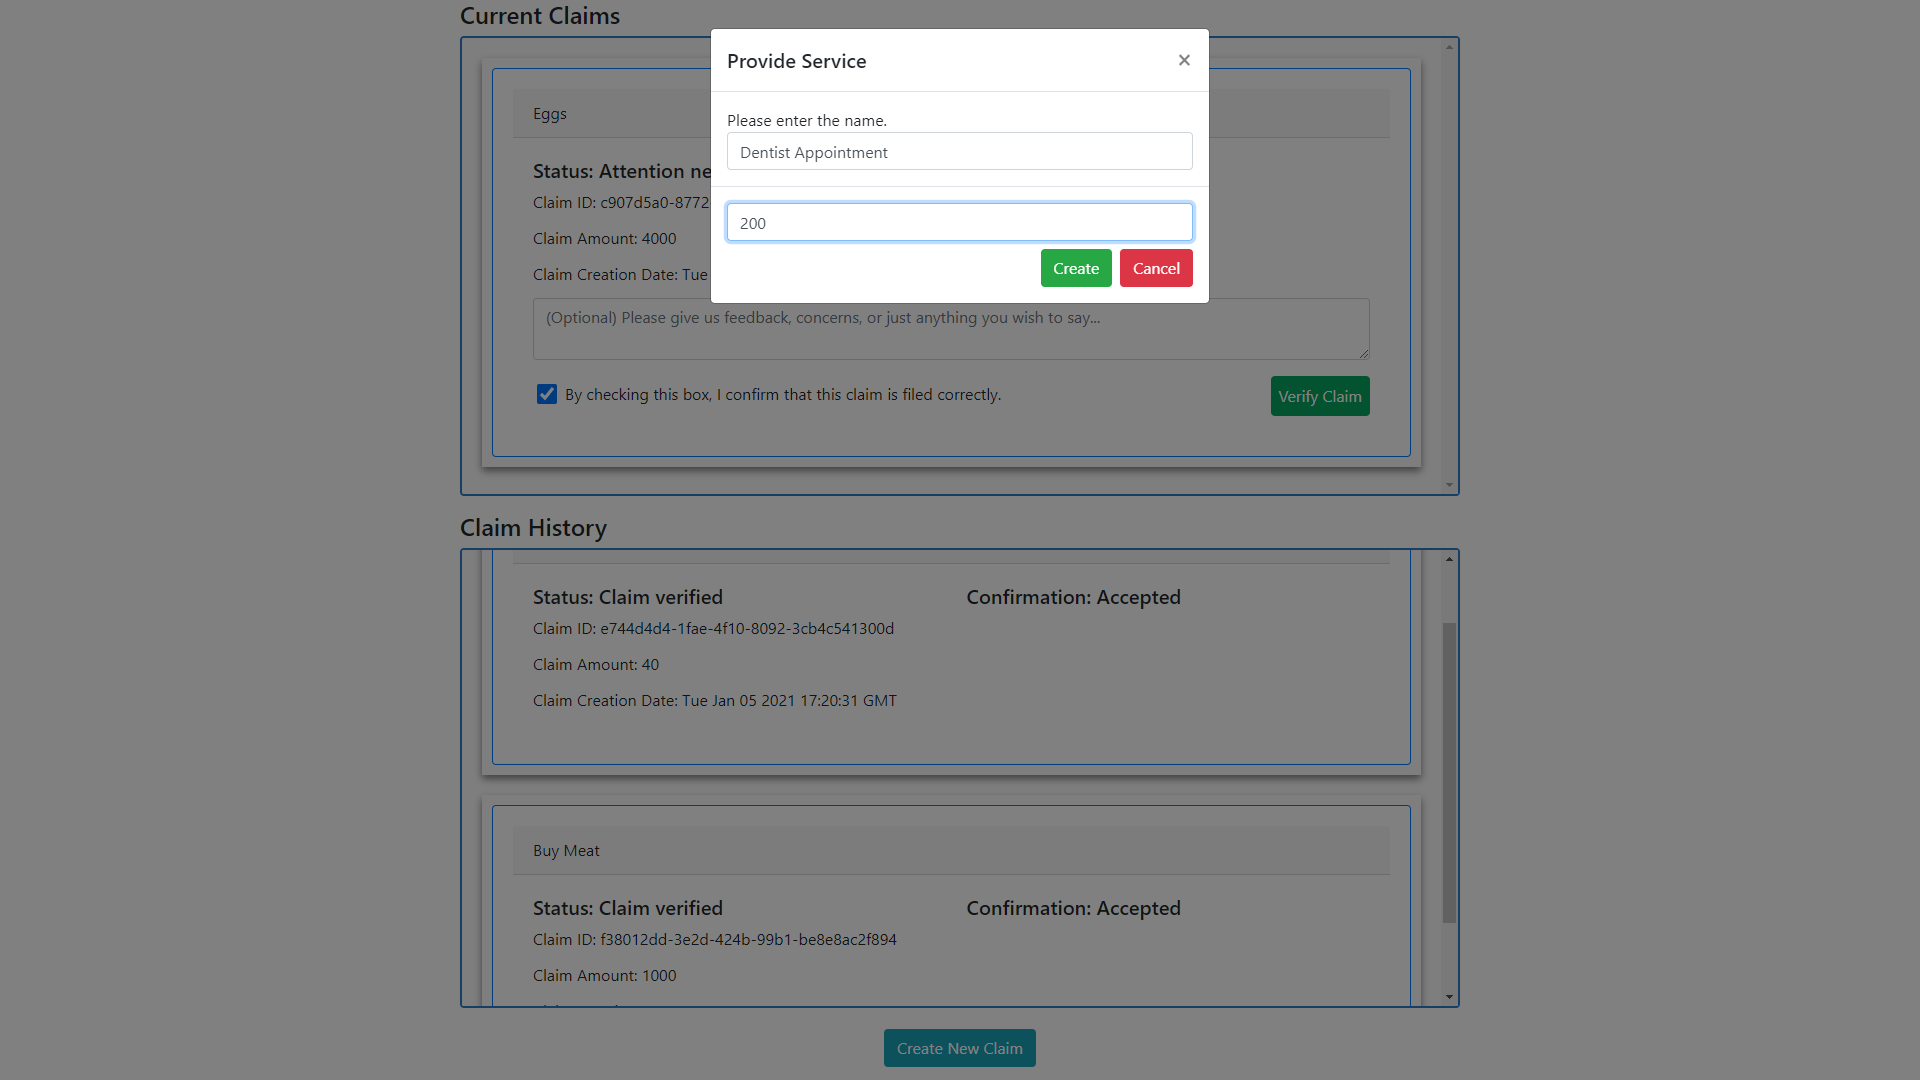 Current Claims
Provide Service
×
Please enter the name.
Dentist Appointment
200
Create Cancel
Eggs
Status: Attention
Claim ID: c907d5a0-8772
Claim Amount: 4000
Claim Creation Date: Tue
(Optional) Please give us feedback, concerns, or just anything you wish to say...
By checking this box, I confirm that this claim is filed correctly.
Verify Claim
Claim History
Status: Claim verified Confirmation: Accepted
Claim ID: e744d4d4-1fae-4f10-8092-3cb4c541300d
Claim Amount: 40
Claim Creation Date: Tue Jan 05 2021 17:20:31 GMT
Buy Meat
Status: Claim verified Confirmation: Accepted
Claim ID: f38012dd-3e2d-424b-99b1-be8e8ac2f894
Claim Amount: 1000
Create New Claim